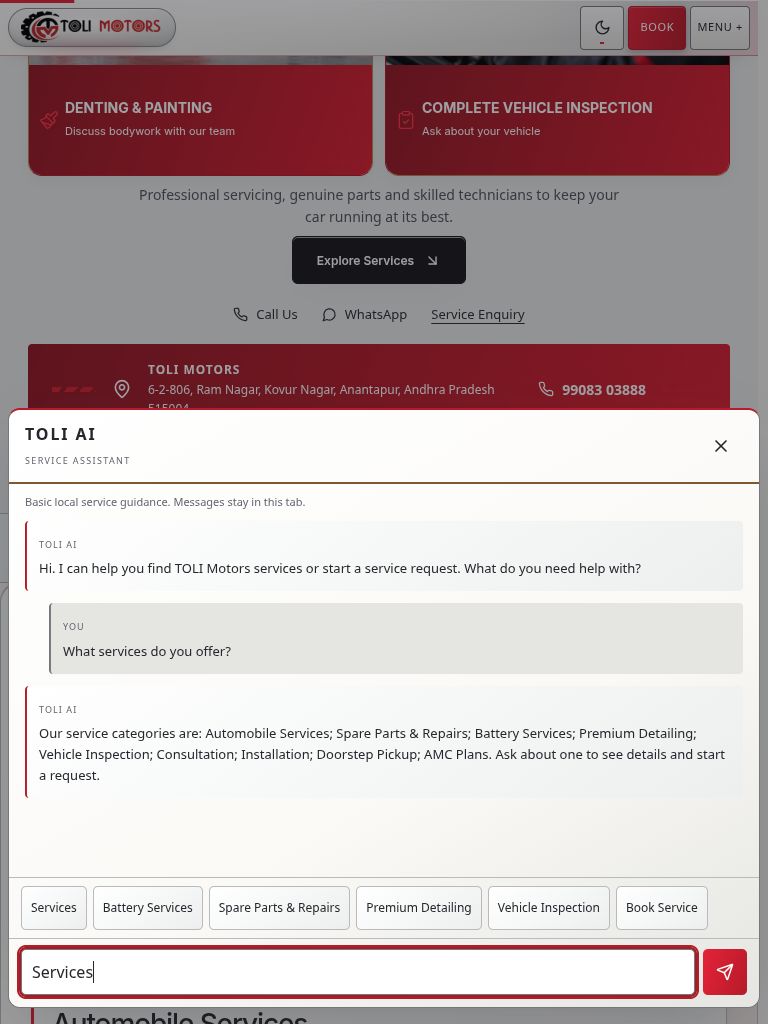 TOLI MOTORS
BOOK
MENU +
DENTING & PAINTING
Discuss bodywork with our team
COMPLETE VEHICLE INSPECTION
Ask about your vehicle
Professional servicing, genuine parts and skilled technicians to keep your
car running at its best.
Explore Services
Call Us
WhatsApp
Service Enquiry
TOLI MOTORS
6-2-806, Ram Nagar, Kovur Nagar, Anantapur, Andhra Pradesh
99083 03888
TOLI AI
SERVICE ASSISTANT
Basic local service guidance. Messages stay in this tab.
TOLI AI
Hi. I can help you find TOLI Motors services or start a service request. What do you need help with?
YOU
What services do you offer?
TOLI AI
Our service categories are: Automobile Services; Spare Parts & Repairs; Battery Services; Premium Detailing;
Vehicle Inspection; Consultation; Installation; Doorstep Pickup; AMC Plans. Ask about one to see details and start
a request.
Services
Battery Services
Spare Parts & Repairs
Premium Detailing
Vehicle Inspection
Book Service
Services
Automobile Services